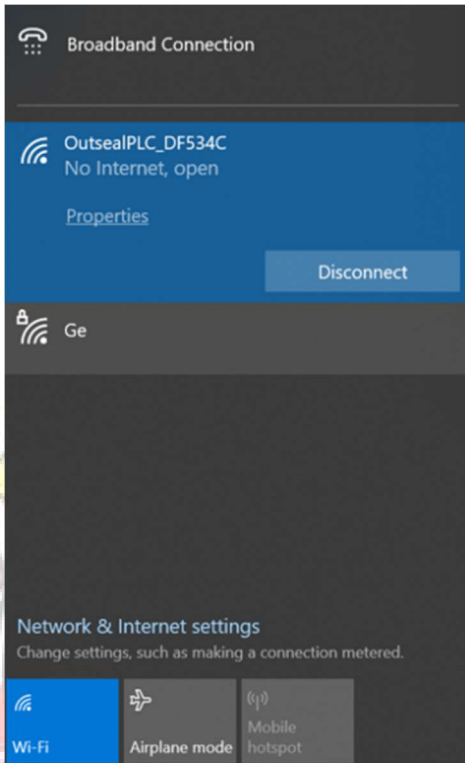 Broadband Connection
OutsealPLC_DF534C
No Internet, open
Properties
Disconnect
Ge
Network & Internet settings
Change settings, such as making a connection metered.
Wi-Fi
Airplane mode
Mobile
hotspot